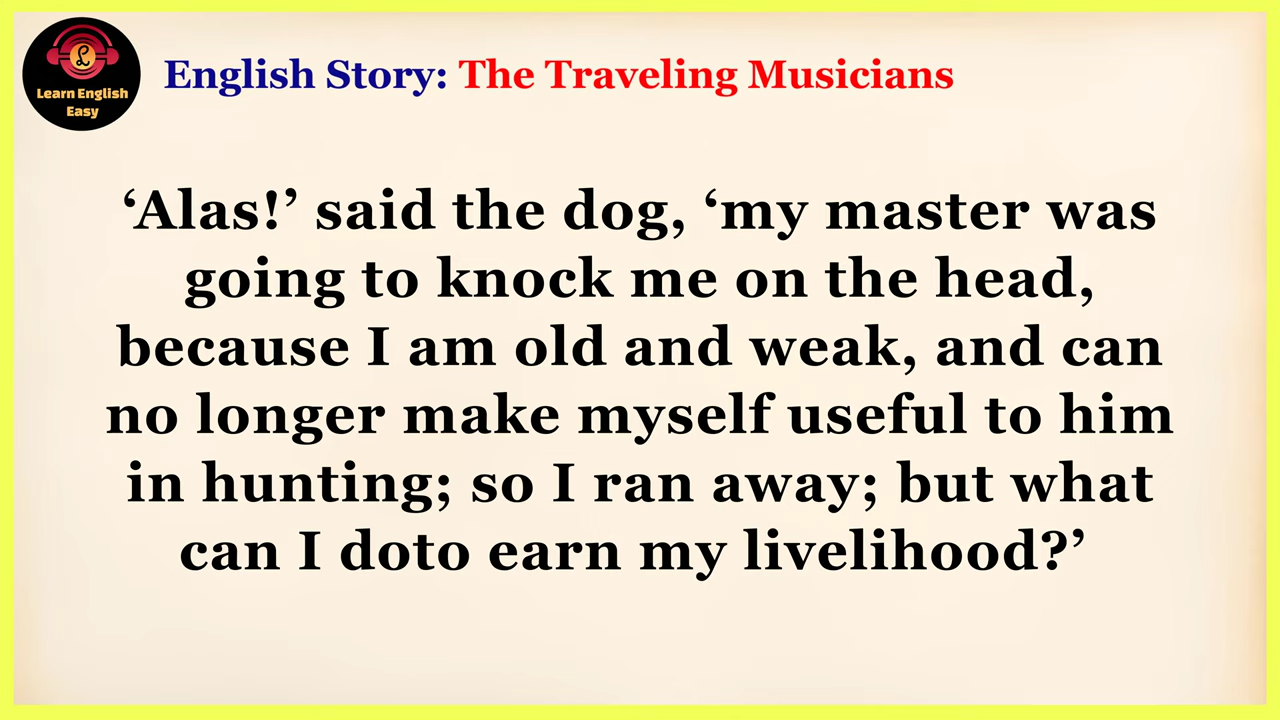 Learn English
Easy
English Story: The Traveling Musicians
‘Alas!’ said the dog, ‘my master was
going to knock me on the head,
because I am old and weak, and can
no longer make myself useful to him
in hunting; so I ran away; but what
can I doto earn my livelihood?’